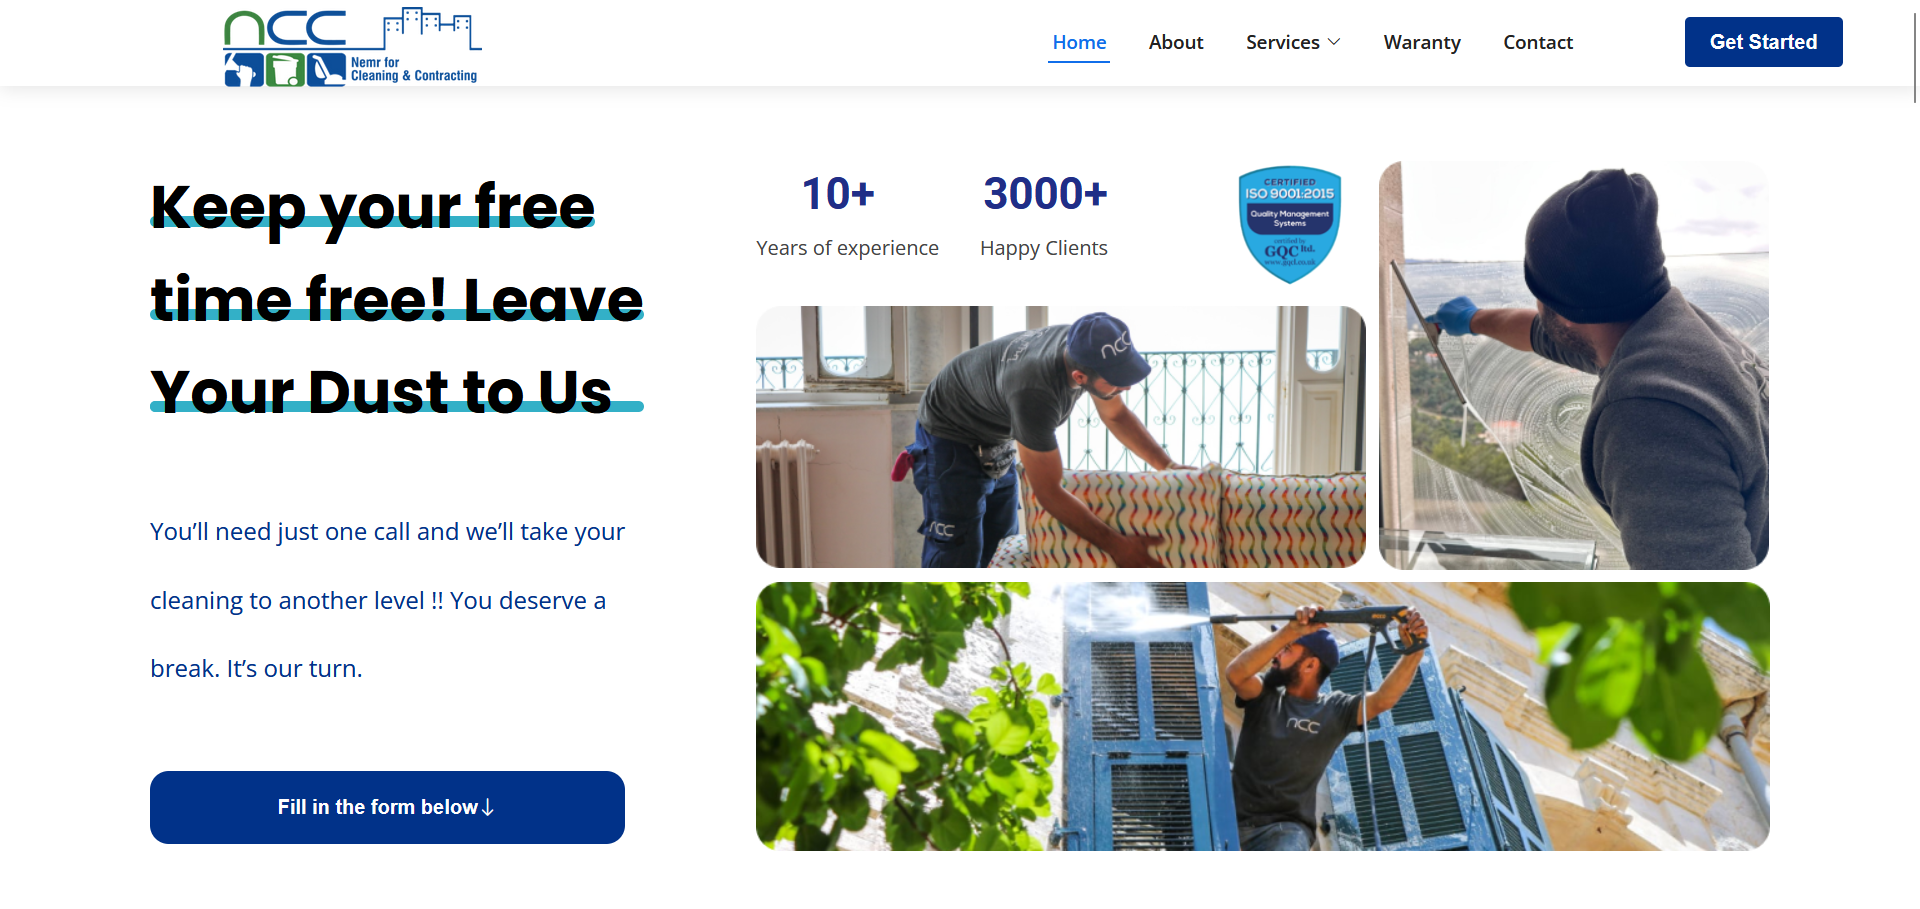 ncc
Nemr for
Cleaning & Contracting
Home
About
Services
Waranty
Contact
Get Started
Keep your free
time free! Leave
Your Dust to Us
You’ll need just one call and we’ll take your
cleaning to another level !! You deserve a
break. It’s our turn.
Fill in the form below↓
10+
Years of experience
3000+
Happy Clients
CERTIFIED
ISO 9001:2015
Quality Management
Systems
certified by
GQC ltd.
www.gqcl.co.uk
ncc
ncc
ncc